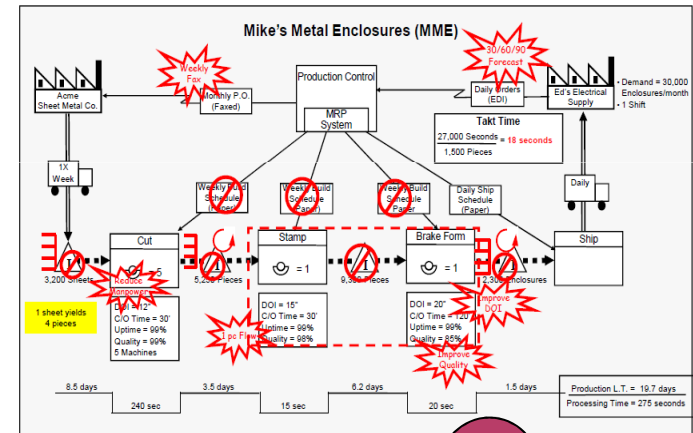 Mike's Metal Enclosures (MME)
Weekly
Fax
30/60/90
Forecast
Acme
Sheet Metal Co.
Monthly P.O.
(Faxed)
Production Control
MRP
System
Daily Orders
(EDI)
Ed's Electrical
Supply
• Demand = 30,000
Enclosures/month
• 1 Shift
Takt Time
27,000 Seconds
1,500 Pieces
= 18 seconds
1X
Week
Weekly Build
Schedule
(Paper)
Weekly Build
Schedule
(Paper)
Weekly Build
Schedule
Paper
Daily Ship
Schedule
(Paper)
Daily
Cut
= 5
Stamp
= 1
Brake Form
= 1
Ship
I
I
I
I
3,200 Sheets
Pieces
Pieces
2,300 Enclosures
Reduce
Manpower
1 sheet yields
4 pieces
DOI = 12"
C/O Time = 30'
Uptime = 99%
Quality = 99%
5 Machines
1 pc Flow
DOI = 15"
C/O Time = 30'
Uptime = 99%
Quality = 98%
DOI = 20"
C/O Time = 120'
Uptime = 99%
Quality = 85%
Improve
DOI
Improve
Quality
8.5 days
3.5 days
6.2 days
1.5 days
240 sec
15 sec
20 sec
Production L.T. = 19.7 days
Processing Time = 275 seconds